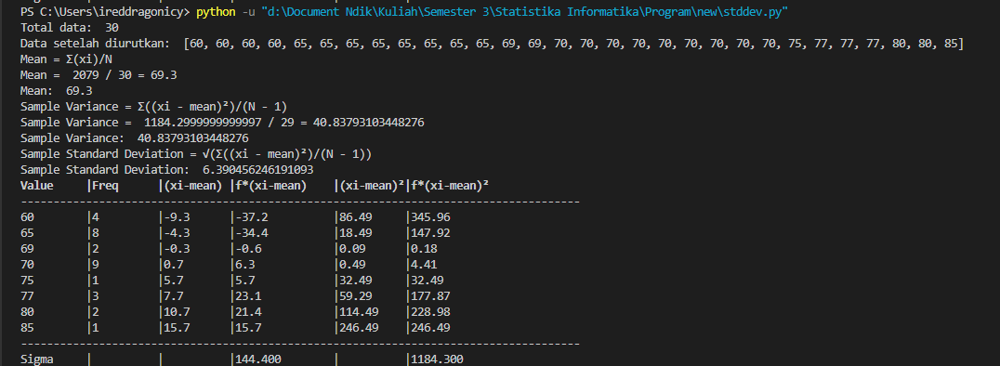 PS C:\Users\ireddragonicy> python -u "d:\Document Ndik\Kuliah\Semester 3\Statistika Informatika\Program\new\stddev.py"
Total data:  30
Data setelah diurutkan:  [60, 60, 60, 60, 65, 65, 65, 65, 65, 65, 65, 65, 69, 69, 70, 70, 70, 70, 70, 70, 70, 70, 70, 75, 77, 77, 77, 80, 80, 85]
Mean = Σ(xi)/N
Mean =  2079 / 30 = 69.3
Mean:  69.3
Sample Variance = Σ((xi - mean)²)/(N - 1)
Sample Variance =  1184.2999999999997 / 29 = 40.83793103448276
Sample Variance:  40.83793103448276
Sample Standard Deviation = √(Σ((xi - mean)²)/(N - 1))
Sample Standard Deviation:  6.390456246191093
Value |Freq |(xi-mean) |f*(xi-mean) |(xi-mean)²|f*(xi-mean)²
--------------------------------------------------------------------------------------
60 |4 |-9.3 |-37.2 |86.49 |345.96
65 |8 |-4.3 |-34.4 |18.49 |147.92
69 |2 |-0.3 |-0.6 |0.09 |0.18
70 |9 |0.7 |6.3 |0.49 |4.41
75 |1 |5.7 |5.7 |32.49 |32.49
77 |3 |7.7 |23.1 |59.29 |177.87
80 |2 |10.7 |21.4 |114.49 |228.98
85 |1 |15.7 |15.7 |246.49 |246.49
--------------------------------------------------------------------------------------
Sigma | | |144.400 | |1184.300